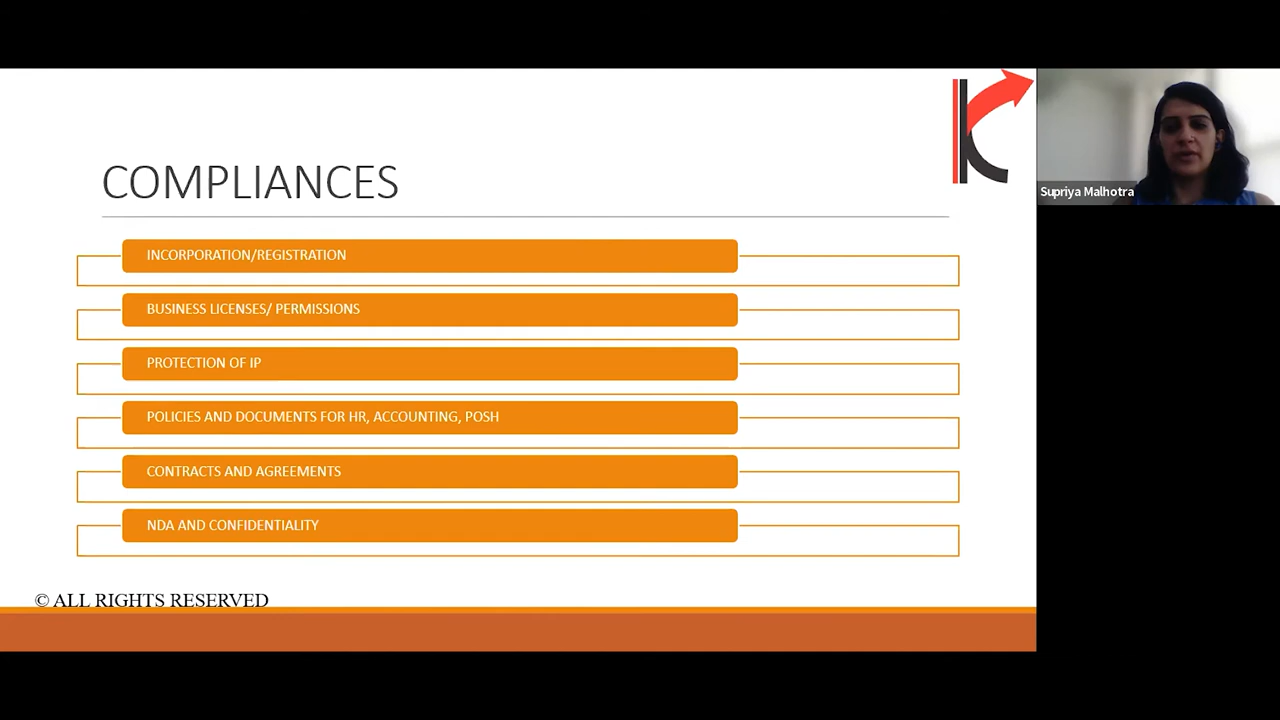 COMPLIANCES
Supriya Malhotra
INCORPORATION/REGISTRATION
BUSINESS LICENSES/ PERMISSIONS
PROTECTION OF IP
POLICIES AND DOCUMENTS FOR HR, ACCOUNTING, POSH
CONTRACTS AND AGREEMENTS
NDA AND CONFIDENTIALITY
© ALL RIGHTS RESERVED